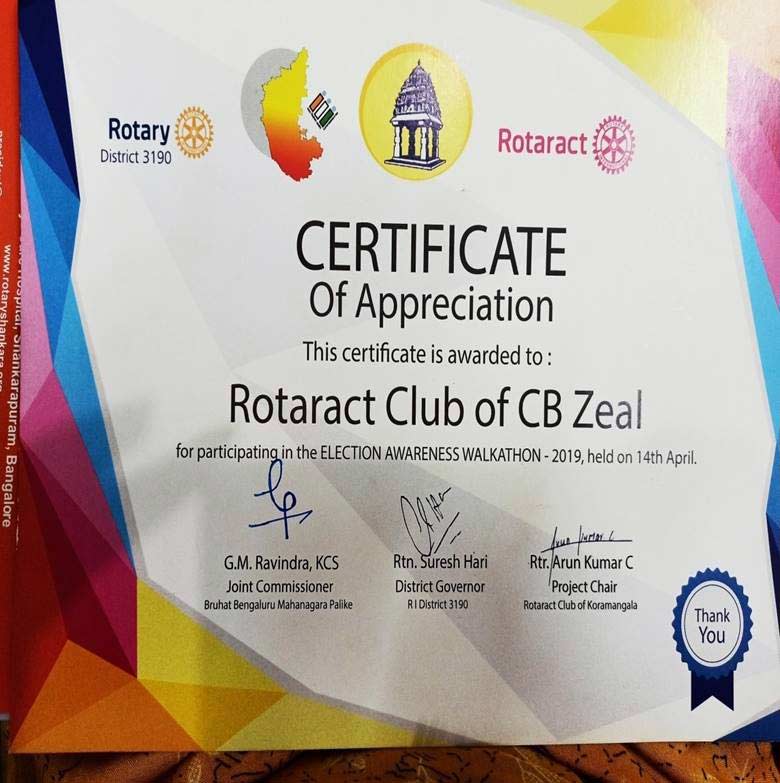 Rotary
District 3190
Rotaract
CERTIFICATE
Of Appreciation
This certificate is awarded to :
Rotaract Club of CB Zeal
for participating in the ELECTION AWARENESS WALKATHON - 2019, held on 14th April.
Arun Kumar C
G.M. Ravindra, KCS
Joint Commissioner
Bruhat Bengaluru Mahanagara Palike
Rtn. Suresh Hari
District Governor
R I District 3190
Rtr. Arun Kumar C
Project Chair
Rotaract Club of Koramangala
Thank
You
Hospital, Shankarapuram, Bangalore